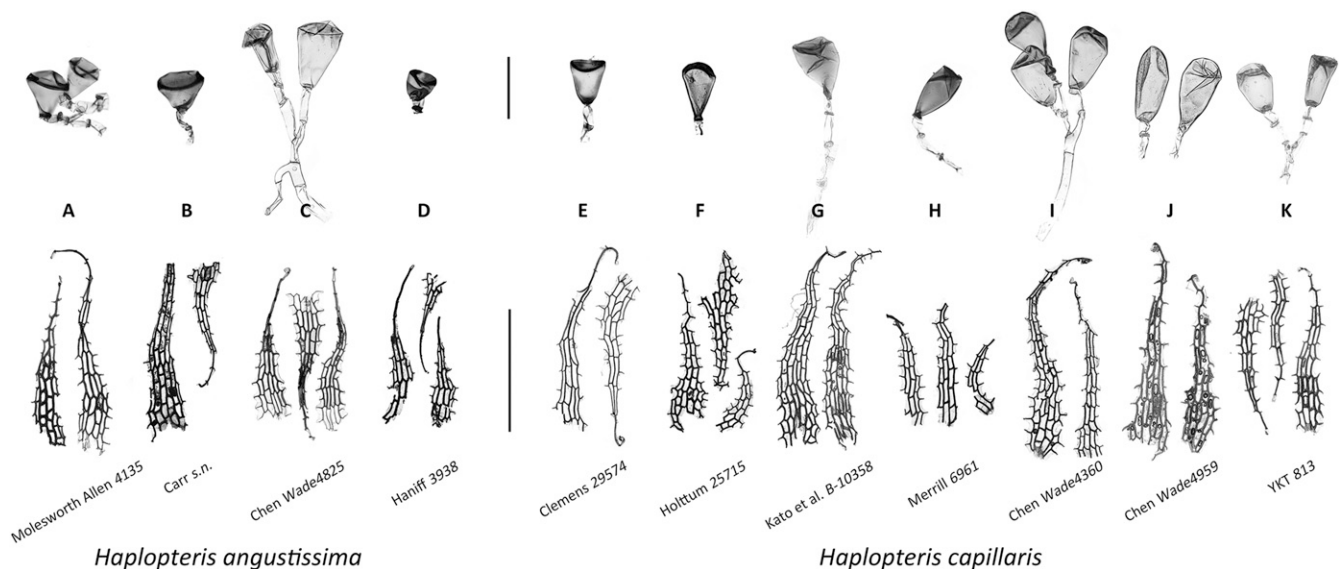 A B C D E F G H I J K
Molesworth Allen 4135
Carr s.n.
Chen Wade4825
Haniff 3938
Clemens 29574
Holttum 25715
Kato et al. B-10358
Merrill 6961
Chen Wade4360
Chen Wade4959
YKT 813
Haplopteris angustissima
Haplopteris capillaris